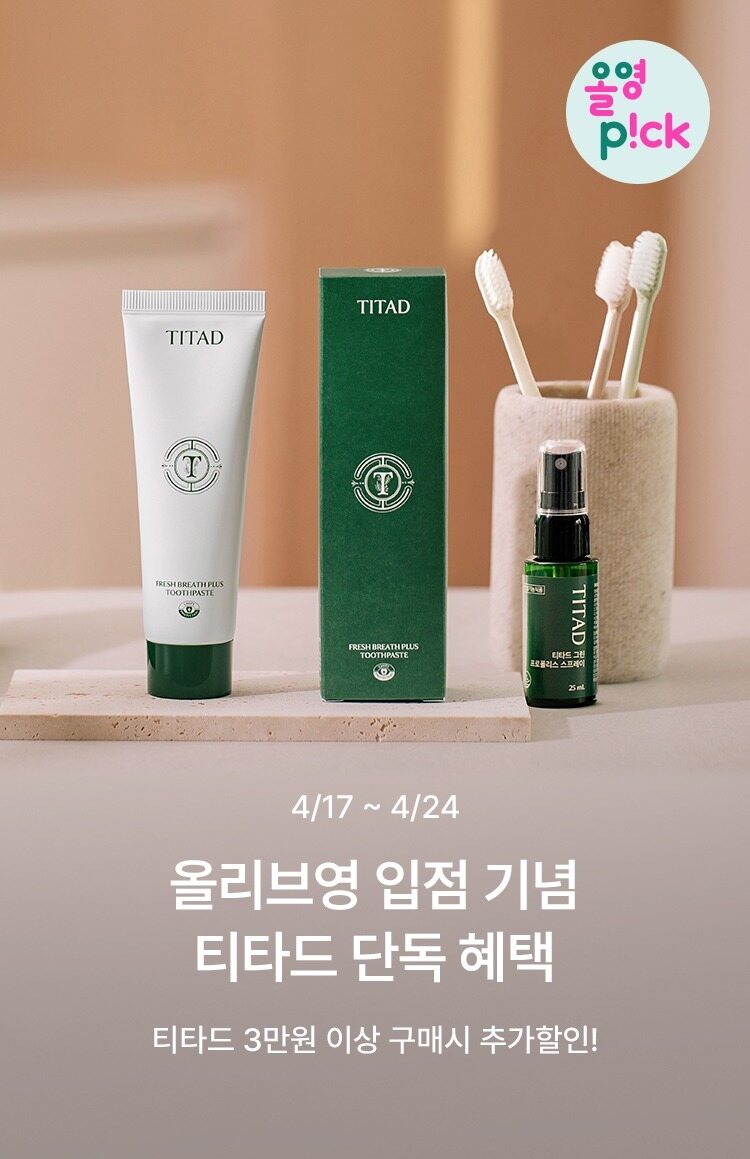 올영
p!ck
TITAD
T
FRESH BREATH PLUS
TOOTHPASTE
TITAD
T
FRESH BREATH PLUS
TOOTHPASTE
TITAD
티타드 그린
프로폴리스 스프레이
25 mL
4/17 ~ 4/24
올리브영 입점 기념
티타드 단독 혜택
티타드 3만원 이상 구매시 추가할인!